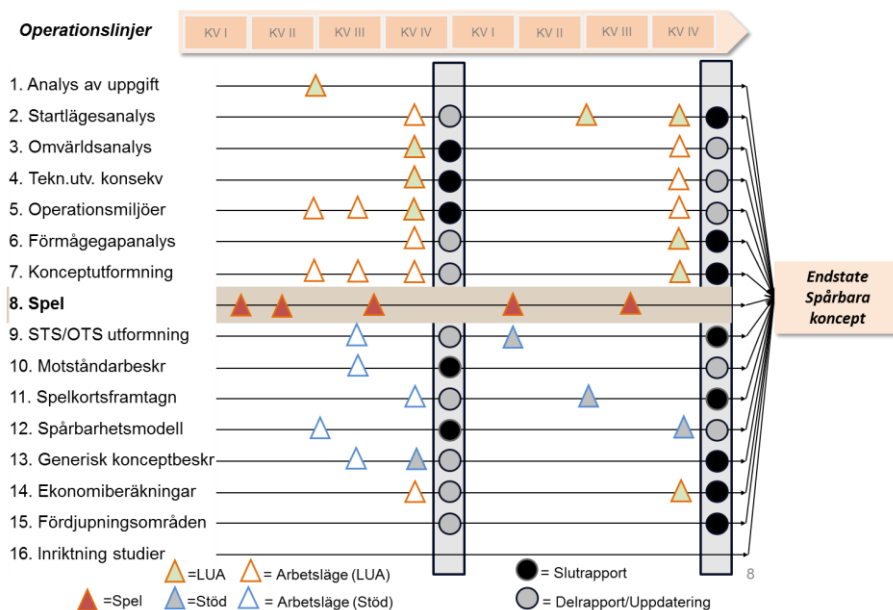 Operationslinjer
KV I
KV II
KV III
KV IV
KV I
KV II
KV III
KV IV
1. Analys av uppgift
2. Startlägesanalys
3. Omvärldsanalys
4. Tekn.utv. konsekv
5. Operationsmiljöer
6. Förmågegapanalys
7. Konceptutformning
8. Spel
9. STS/OTS utformning
10. Motståndarbeskr
11. Spelkortsframtagn
12. Spårbarhetsmodell
13. Generisk konceptbeskr
14. Ekonomiberäkningar
15. Fördjupningsområden
16. Inriktning studier
Endstate
Spårbara
koncept
=LUA
= Arbetsläge (LUA)
= Slutrapport
8
=Spel
=Stöd
= Arbetsläge (Stöd)
= Delrapport/Uppdatering